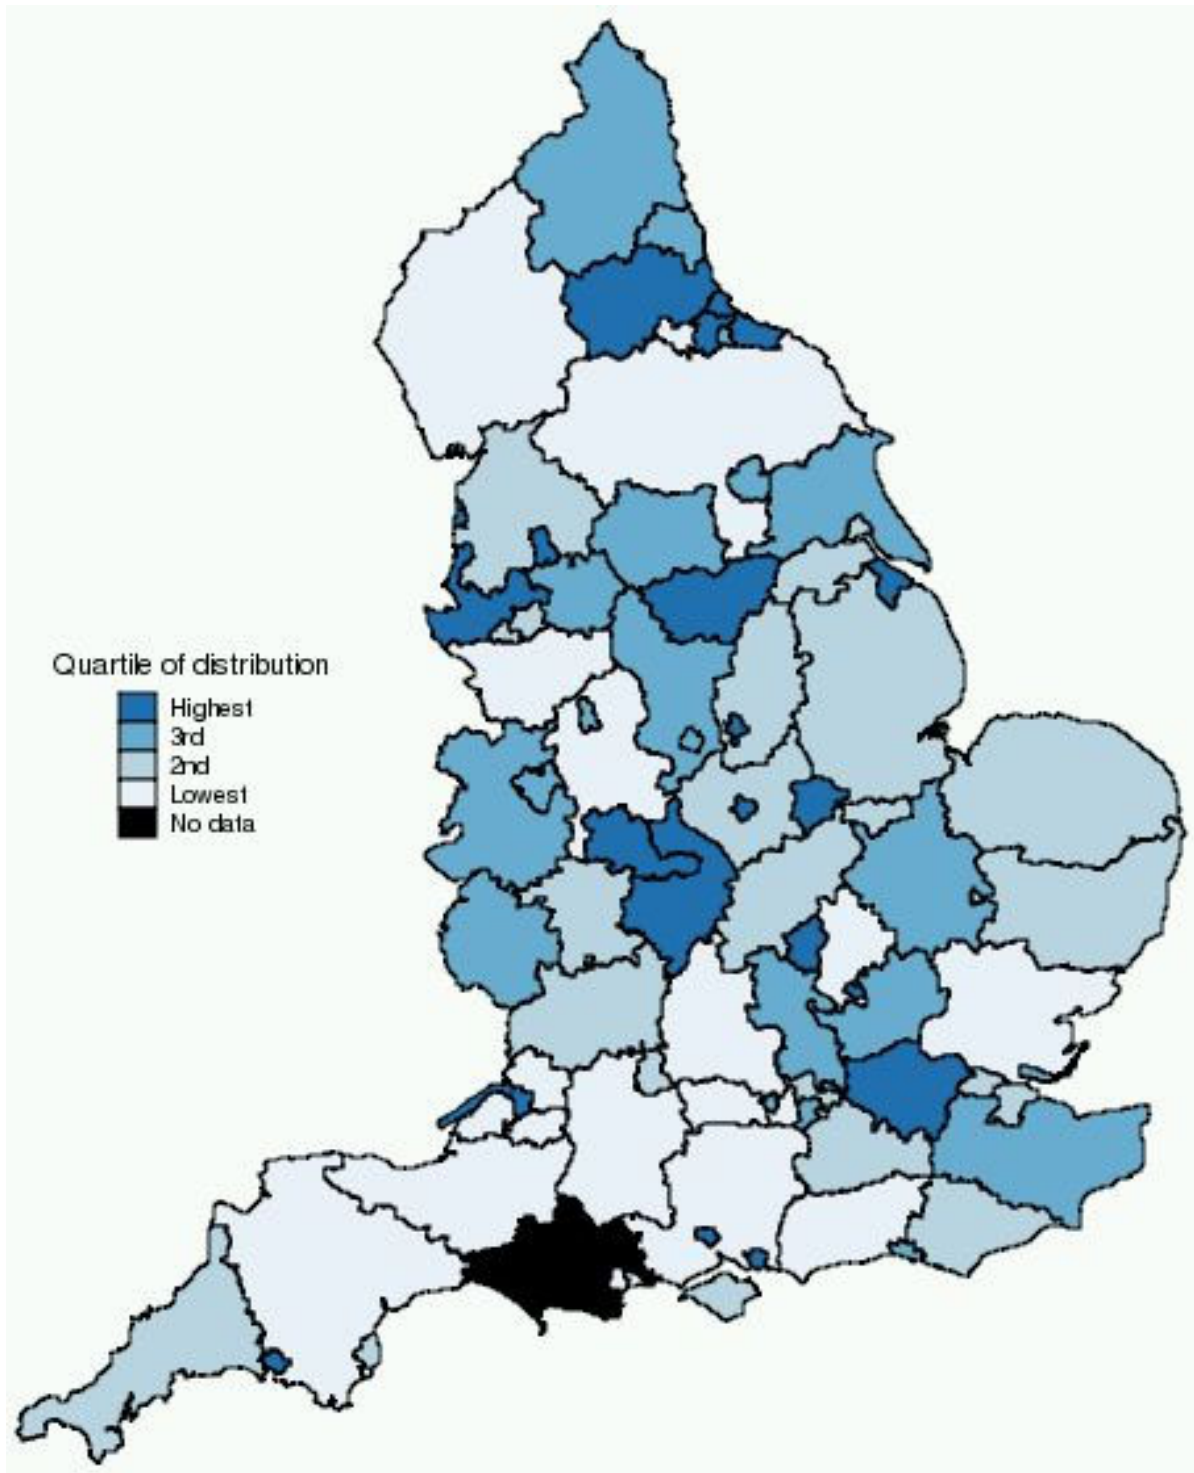 Quartile of distribution
Highest
3rd
2nd
Lowest
No data